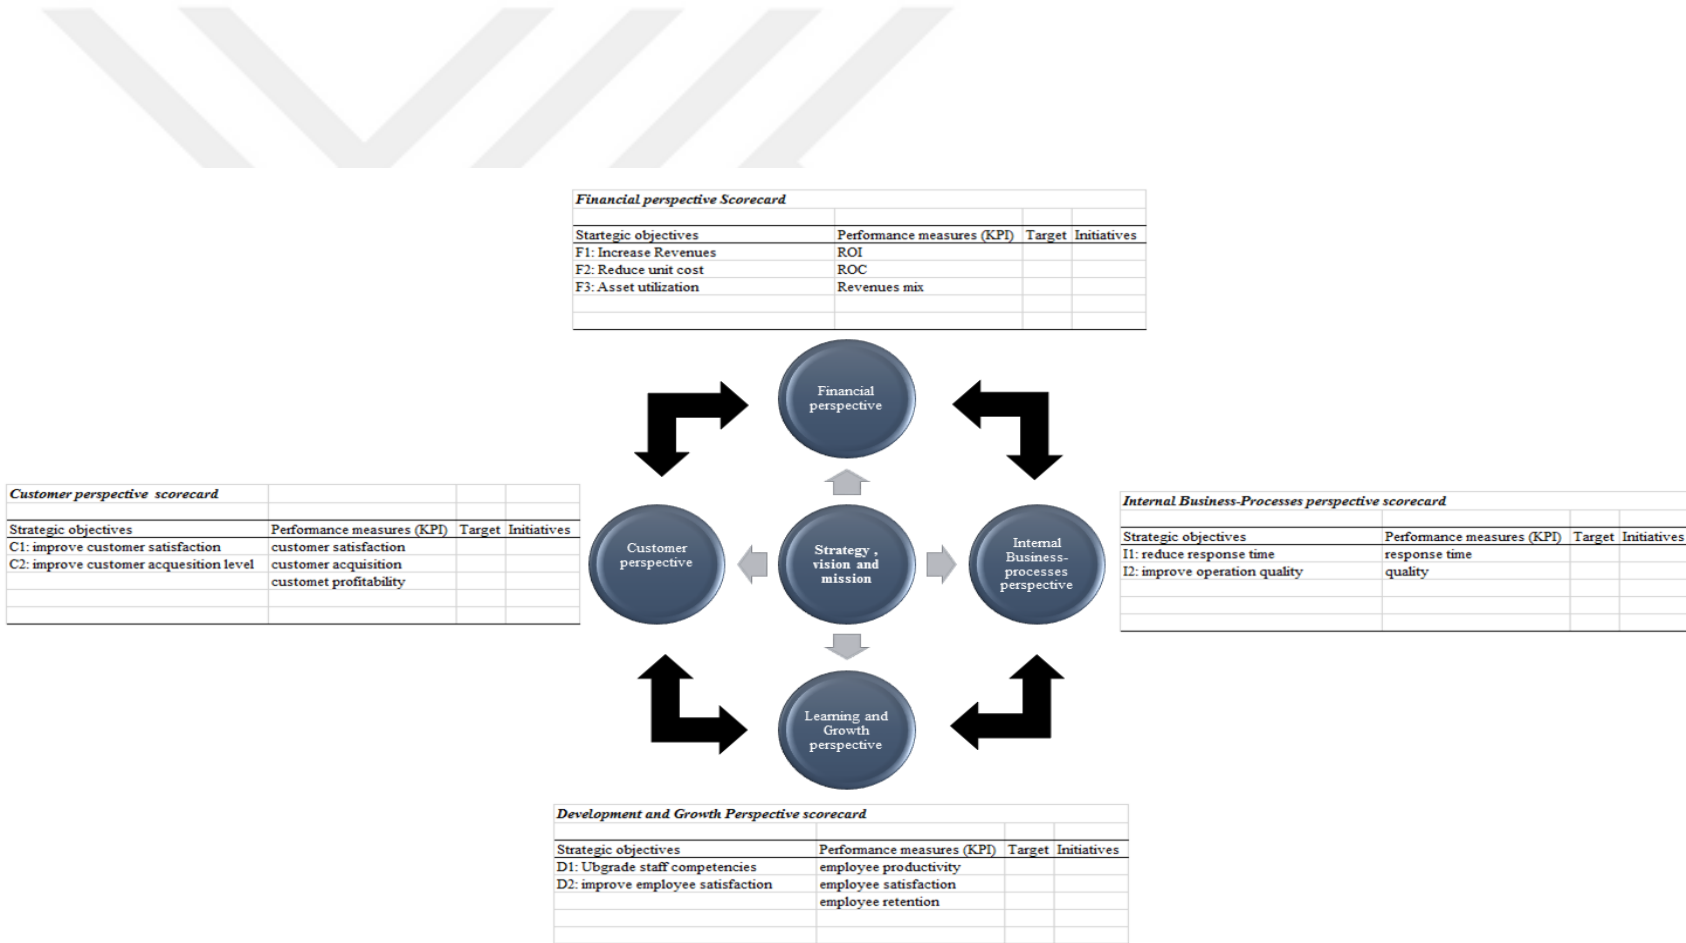 Financial perspective Scorecard
Startegic objectives Performance measures (KPI) Target Initiatives
F1: Increase Revenues ROI
F2: Reduce unit cost ROC
F3: Asset utilization Revenues mix
Financial
perspective
Customer perspective scorecard
Strategic objectives Performance measures (KPI) Target Initiatives
C1: improve customer satisfaction customer satisfaction
C2: improve customer acquesition level customer acquisition
customet profitability
Customer
perspective
Strategy ,
vision and
mission
Internal
Business-
processes
perspective
Internal Business-Processes perspective scorecard
Strategic objectives Performance measures (KPI) Target Initiatives
I1: reduce response time response time
I2: improve operation quality quality
Learning and
Growth
perspective
Development and Growth Perspective scorecard
Strategic objectives Performance measures (KPI) Target Initiatives
D1: Ubgrade staff competencies employee productivity
D2: improve employee satisfaction employee satisfaction
employee retention